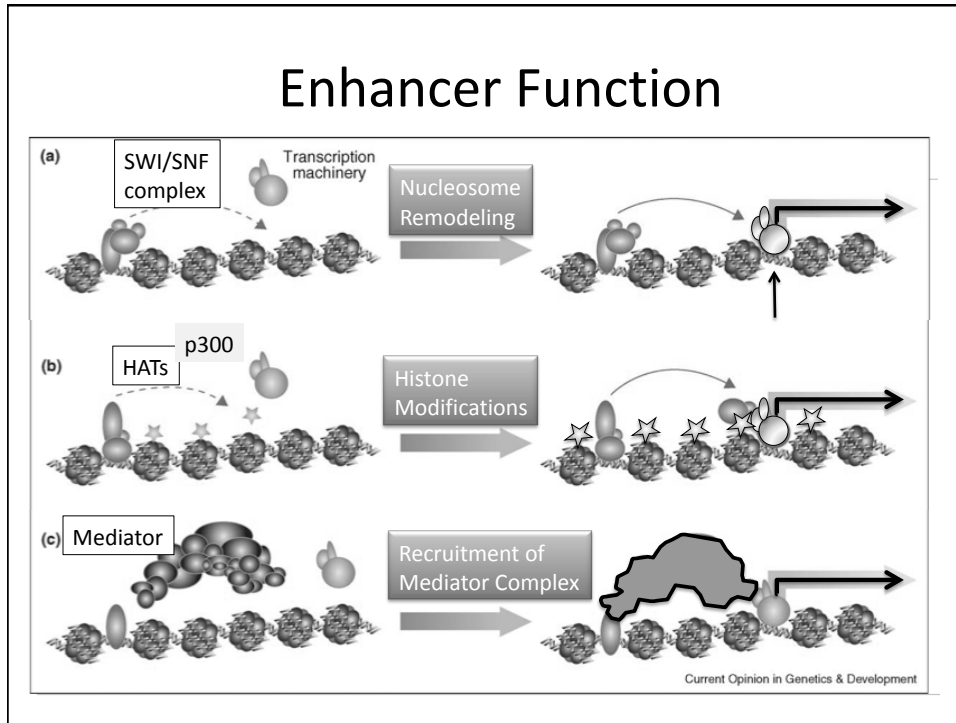 Enhancer Function
(a)
SWI/SNF
complex
Transcription
machinery
Nucleosome
Remodeling
(b)
HATs
p300
Histone
Modifications
(c)
Mediator
Recruitment of
Mediator Complex
Current Opinion in Genetics & Development